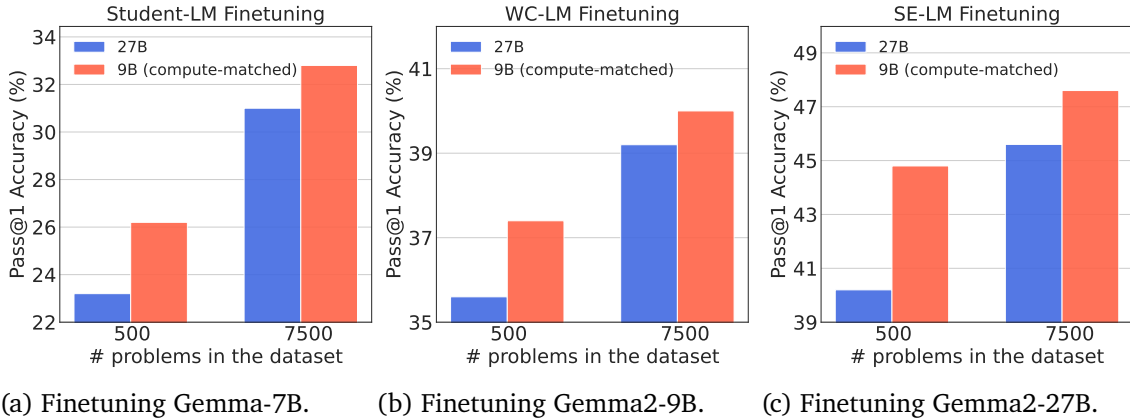 Student-LM Finetuning
34
32
30
28
26
24
22
Pass@1 Accuracy (%)
27B
9B (compute-matched)
500
7500
# problems in the dataset
(a) Finetuning Gemma-7B.
WC-LM Finetuning
41
39
37
35
Pass@1 Accuracy (%)
27B
9B (compute-matched)
500
7500
# problems in the dataset
(b) Finetuning Gemma2-9B.
SE-LM Finetuning
49
47
45
43
41
39
Pass@1 Accuracy (%)
27B
9B (compute-matched)
500
7500
# problems in the dataset
(c) Finetuning Gemma2-27B.